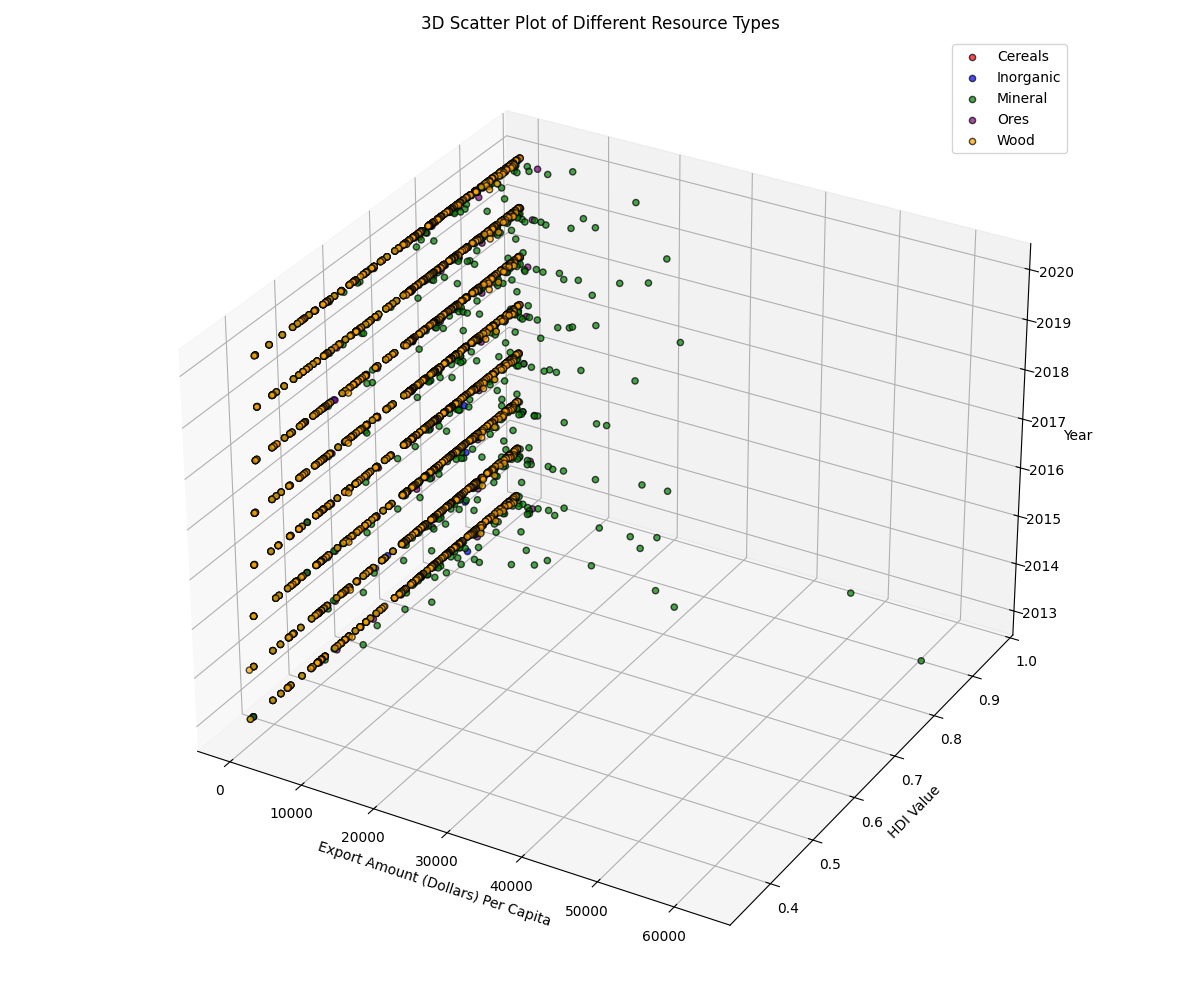 3D Scatter Plot of Different Resource Types
Cereals
Inorganic
Mineral
Ores
Wood
2020
2019
2018
2017
2016
2015
2014
2013
Year
1.0
0.9
0.8
0.7
0.6
0.5
0.4
HDI Value
0
10000
20000
30000
40000
50000
60000
Export Amount (Dollars) Per Capita